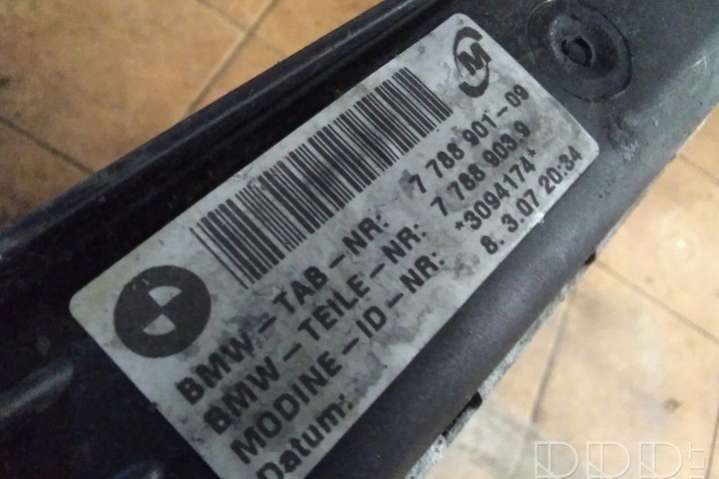 M
BMW-TAB-NR: 7 788 901-09
BMW-TEILE-NR: 7 788 903.9
MODINE-ID-NR: *3094174*
Datum: 8. 3.07 20:34